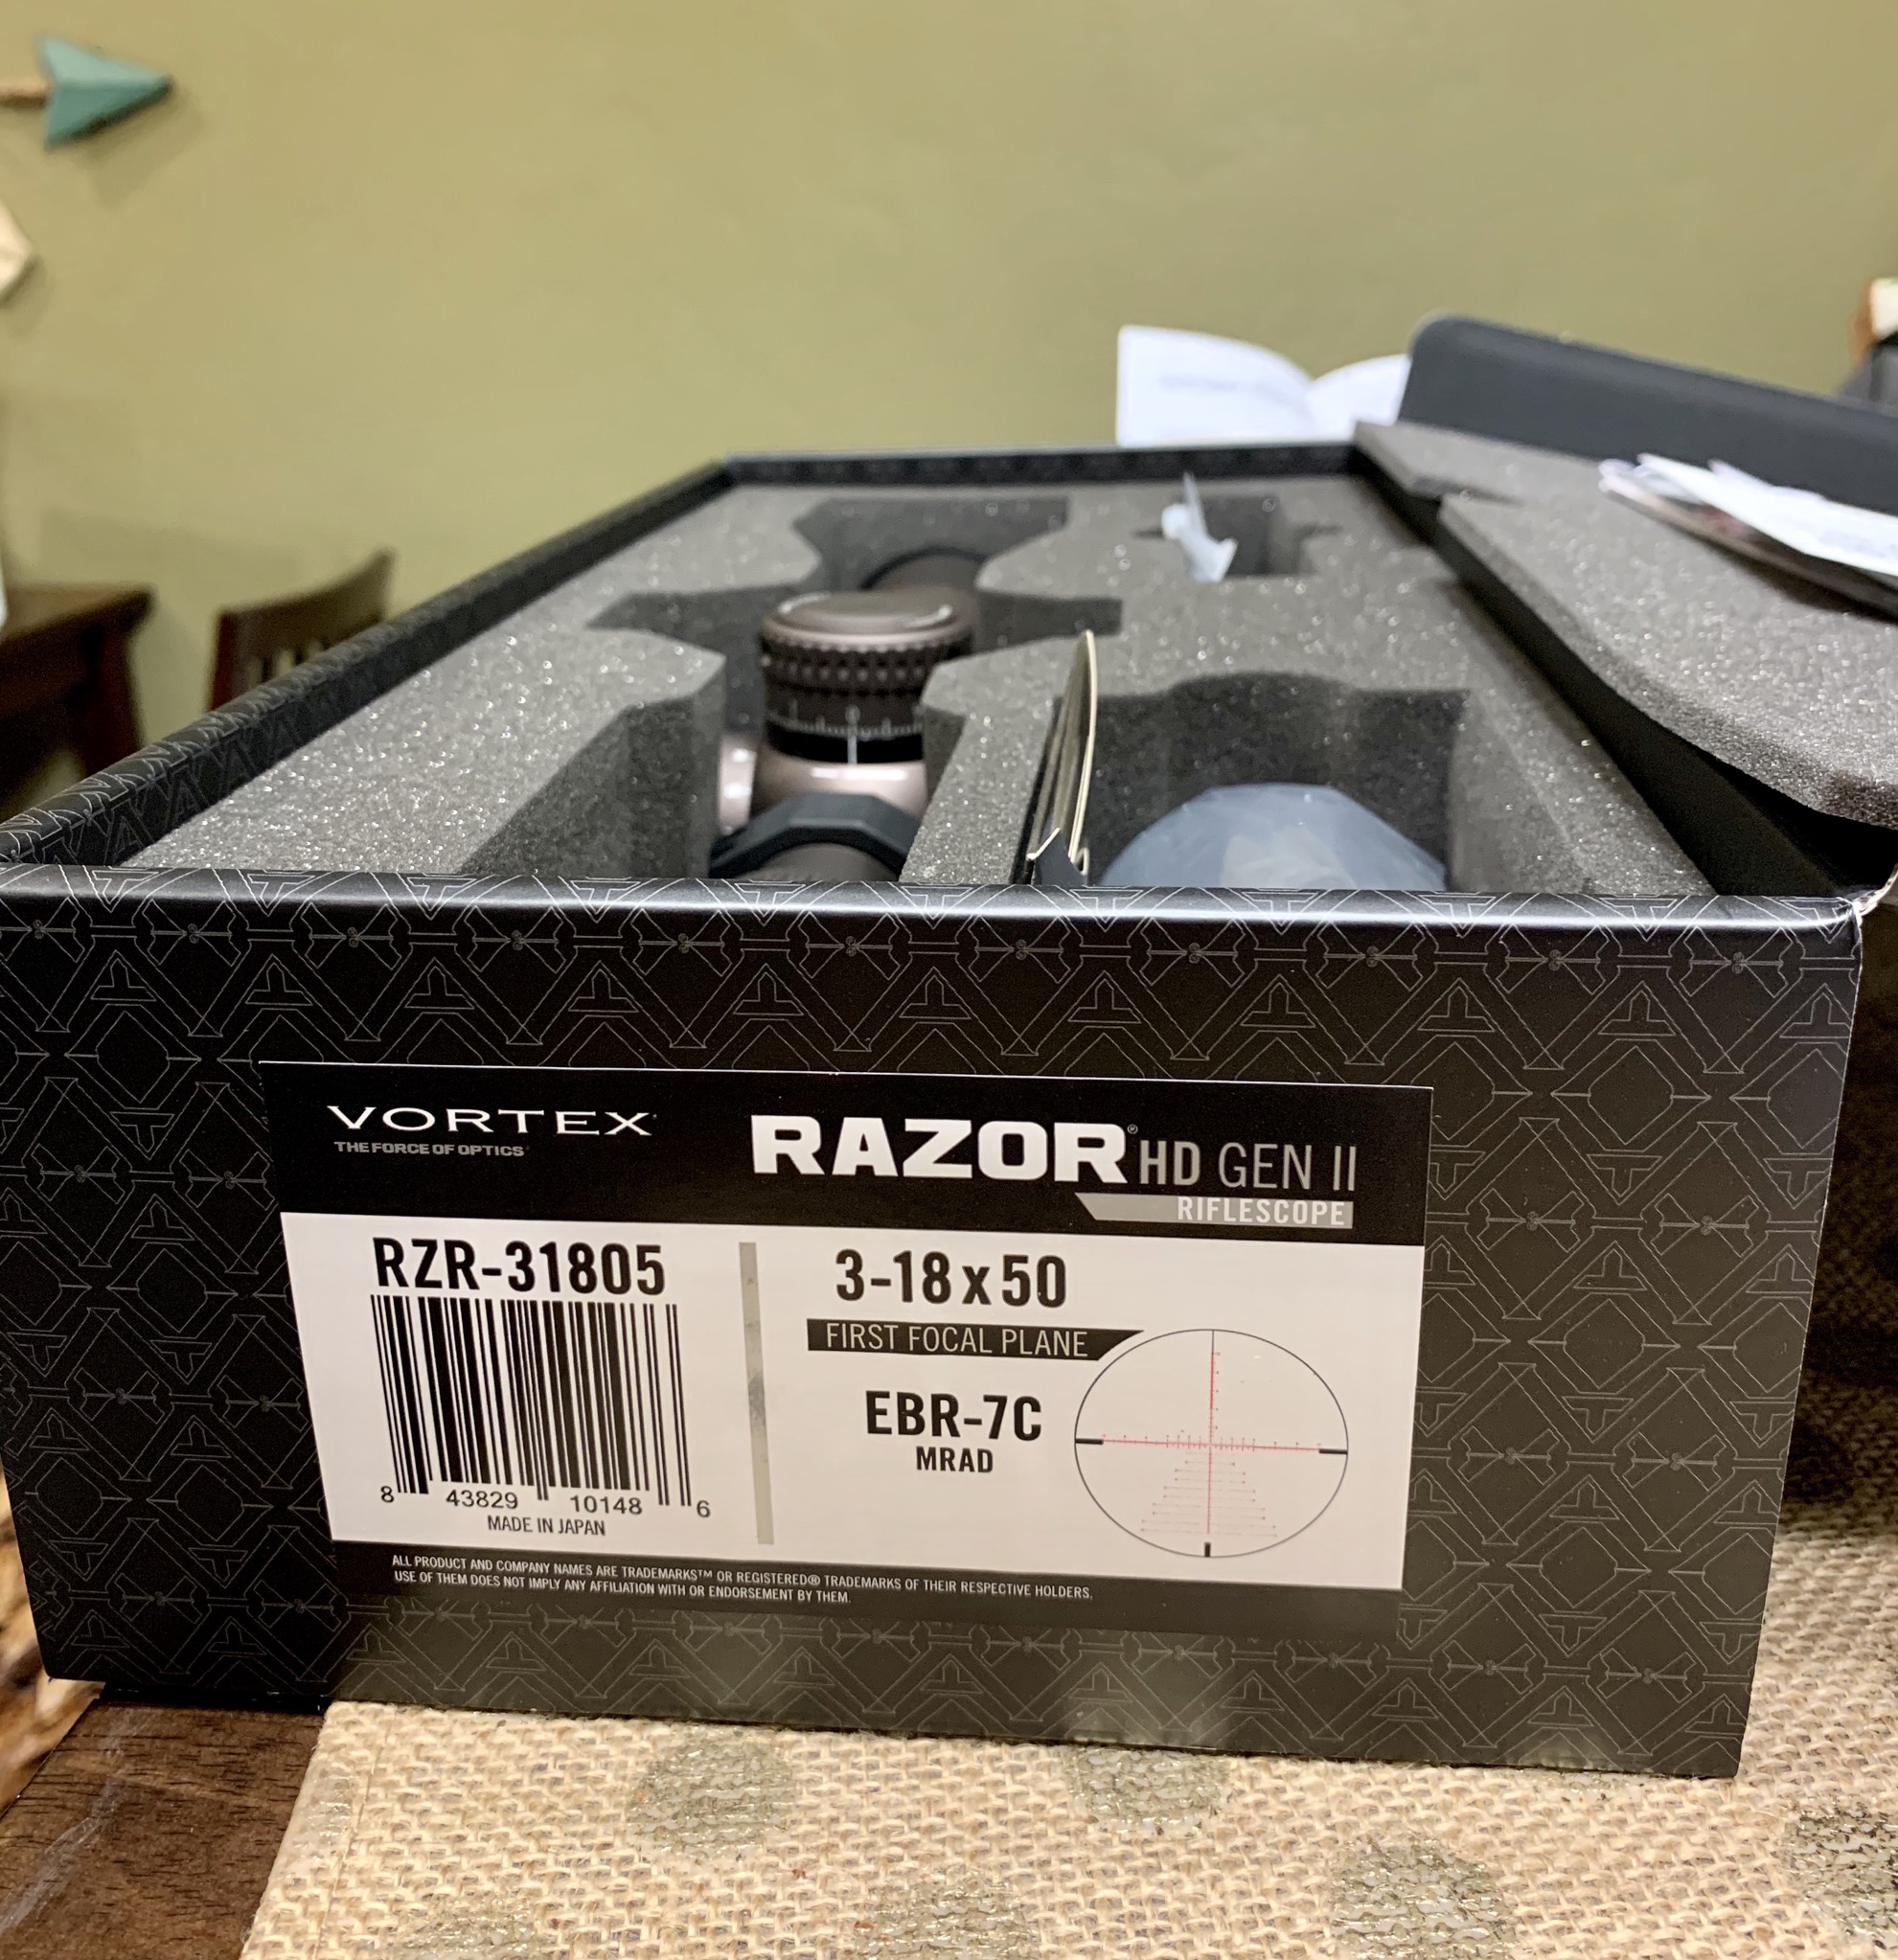 VORTEX
THE FORCE OF OPTICS
RAZOR® HD GEN II
RIFLESCOPE
RZR-31805
8 43829 10148 6
MADE IN JAPAN
3-18x50
FIRST FOCAL PLANE
EBR-7C
MRAD
ALL PRODUCT AND COMPANY NAMES ARE TRADEMARKS™ OR REGISTERED® TRADEMARKS OF THEIR RESPECTIVE HOLDERS.
USE OF THEM DOES NOT IMPLY ANY AFFILIATION WITH OR ENDORSEMENT BY THEM.